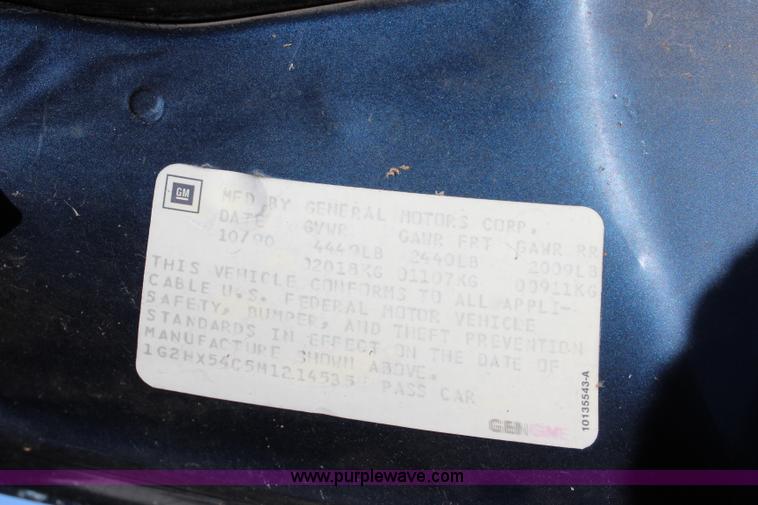 GM
MFD BY GENERAL MOTORS CORP.
DATE GVWR GAWR FRT GAWR RR
10/90 4449LB 2440LB 2009LB
02018KG 01107KG 00911KG
THIS VEHICLE CONFORMS TO ALL APPLI-
CABLE U.S. FEDERAL MOTOR VEHICLE
SAFETY, BUMPER, AND THEFT PREVENTION
STANDARDS IN EFFECT ON THE DATE OF
MANUFACTURE SHOWN ABOVE.
1G2HX54C5M1214535 PASS CAR
10135543-A
www.purplewave.com